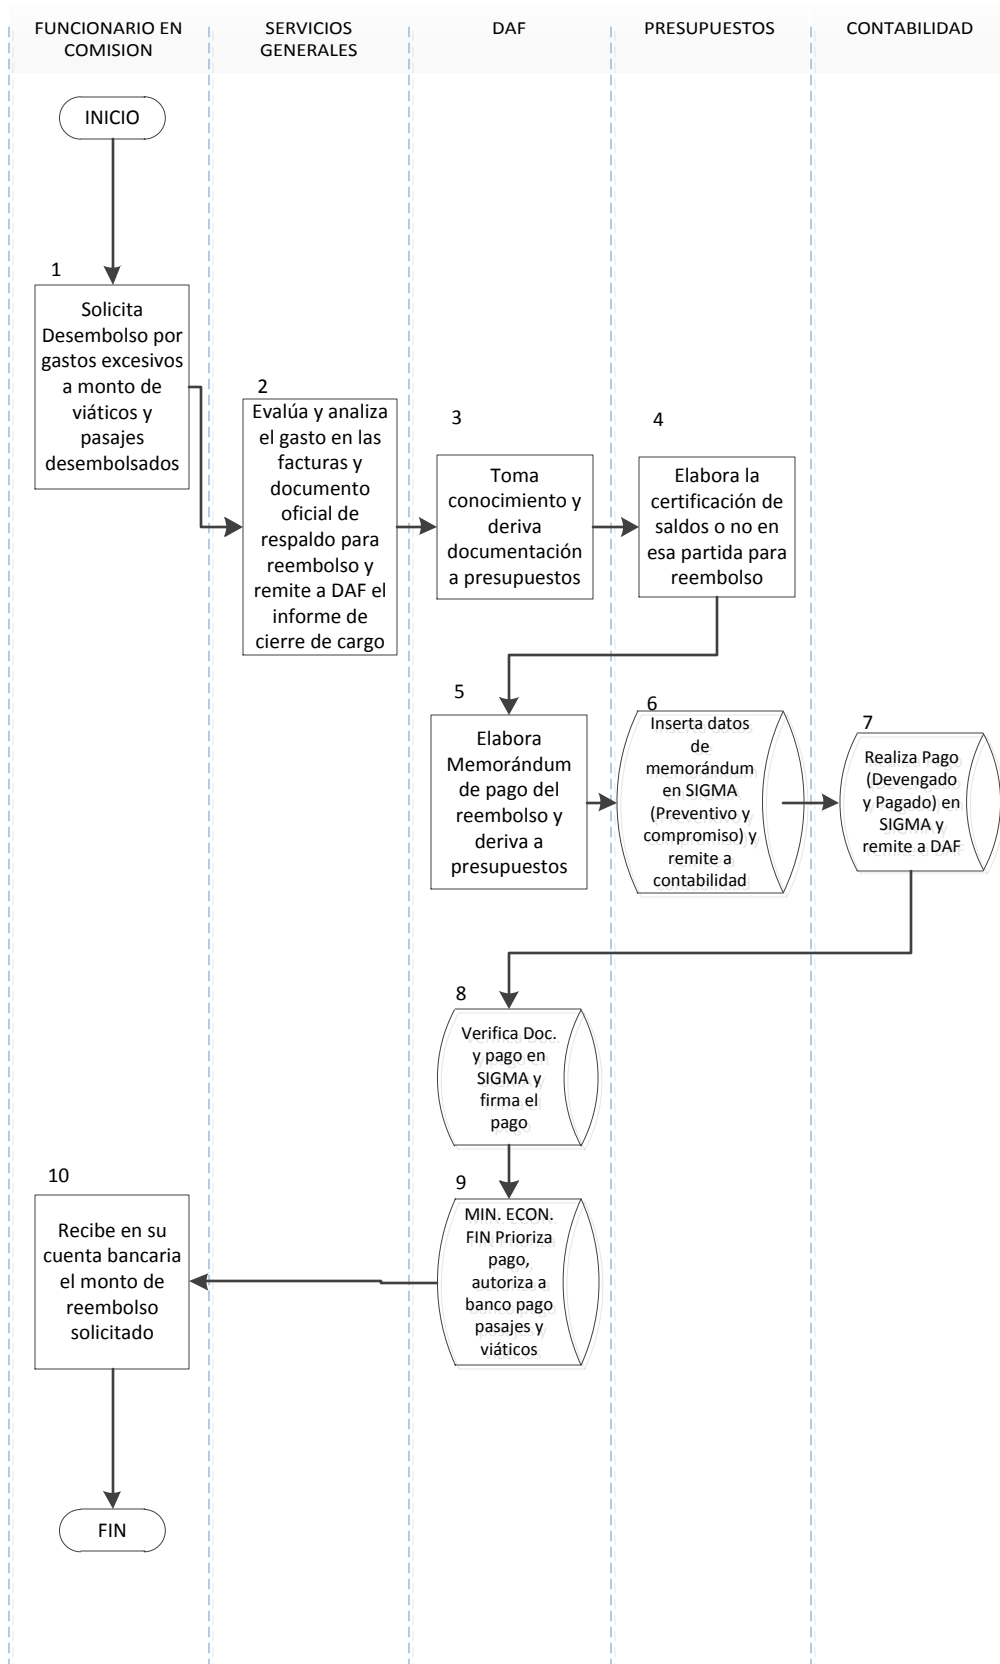 FUNCIONARIO EN
COMISION
SERVICIOS
GENERALES
DAF
PRESUPUESTOS
CONTABILIDAD
INICIO
1
Solicita
Desembolso por
gastos excesivos
a monto de
viáticos y
pasajes
desembolsados
2
Evalúa y analiza
el gasto en las
facturas y
documento
oficial de
respaldo para
reembolso y
remite a DAF el
informe de
cierre de cargo
3
Toma
conocimiento y
deriva
documentación
a presupuestos
4
Elabora la
certificación de
saldos o no en
esa partida para
reembolso
5
Elabora
Memorándum
de pago del
reembolso y
deriva a
presupuestos
6
Inserta datos
de
memorándum
en SIGMA
(Preventivo y
compromiso) y
remite a
contabilidad
7
Realiza Pago
(Devengado
y Pagado) en
SIGMA y
remite a DAF
8
Verifica Doc.
y pago en
SIGMA y
firma el
pago
9
MIN. ECON.
FIN Prioriza
pago,
autoriza a
banco pago
pasajes y
viáticos
10
Recibe en su
cuenta bancaria
el monto de
reembolso
solicitado
FIN